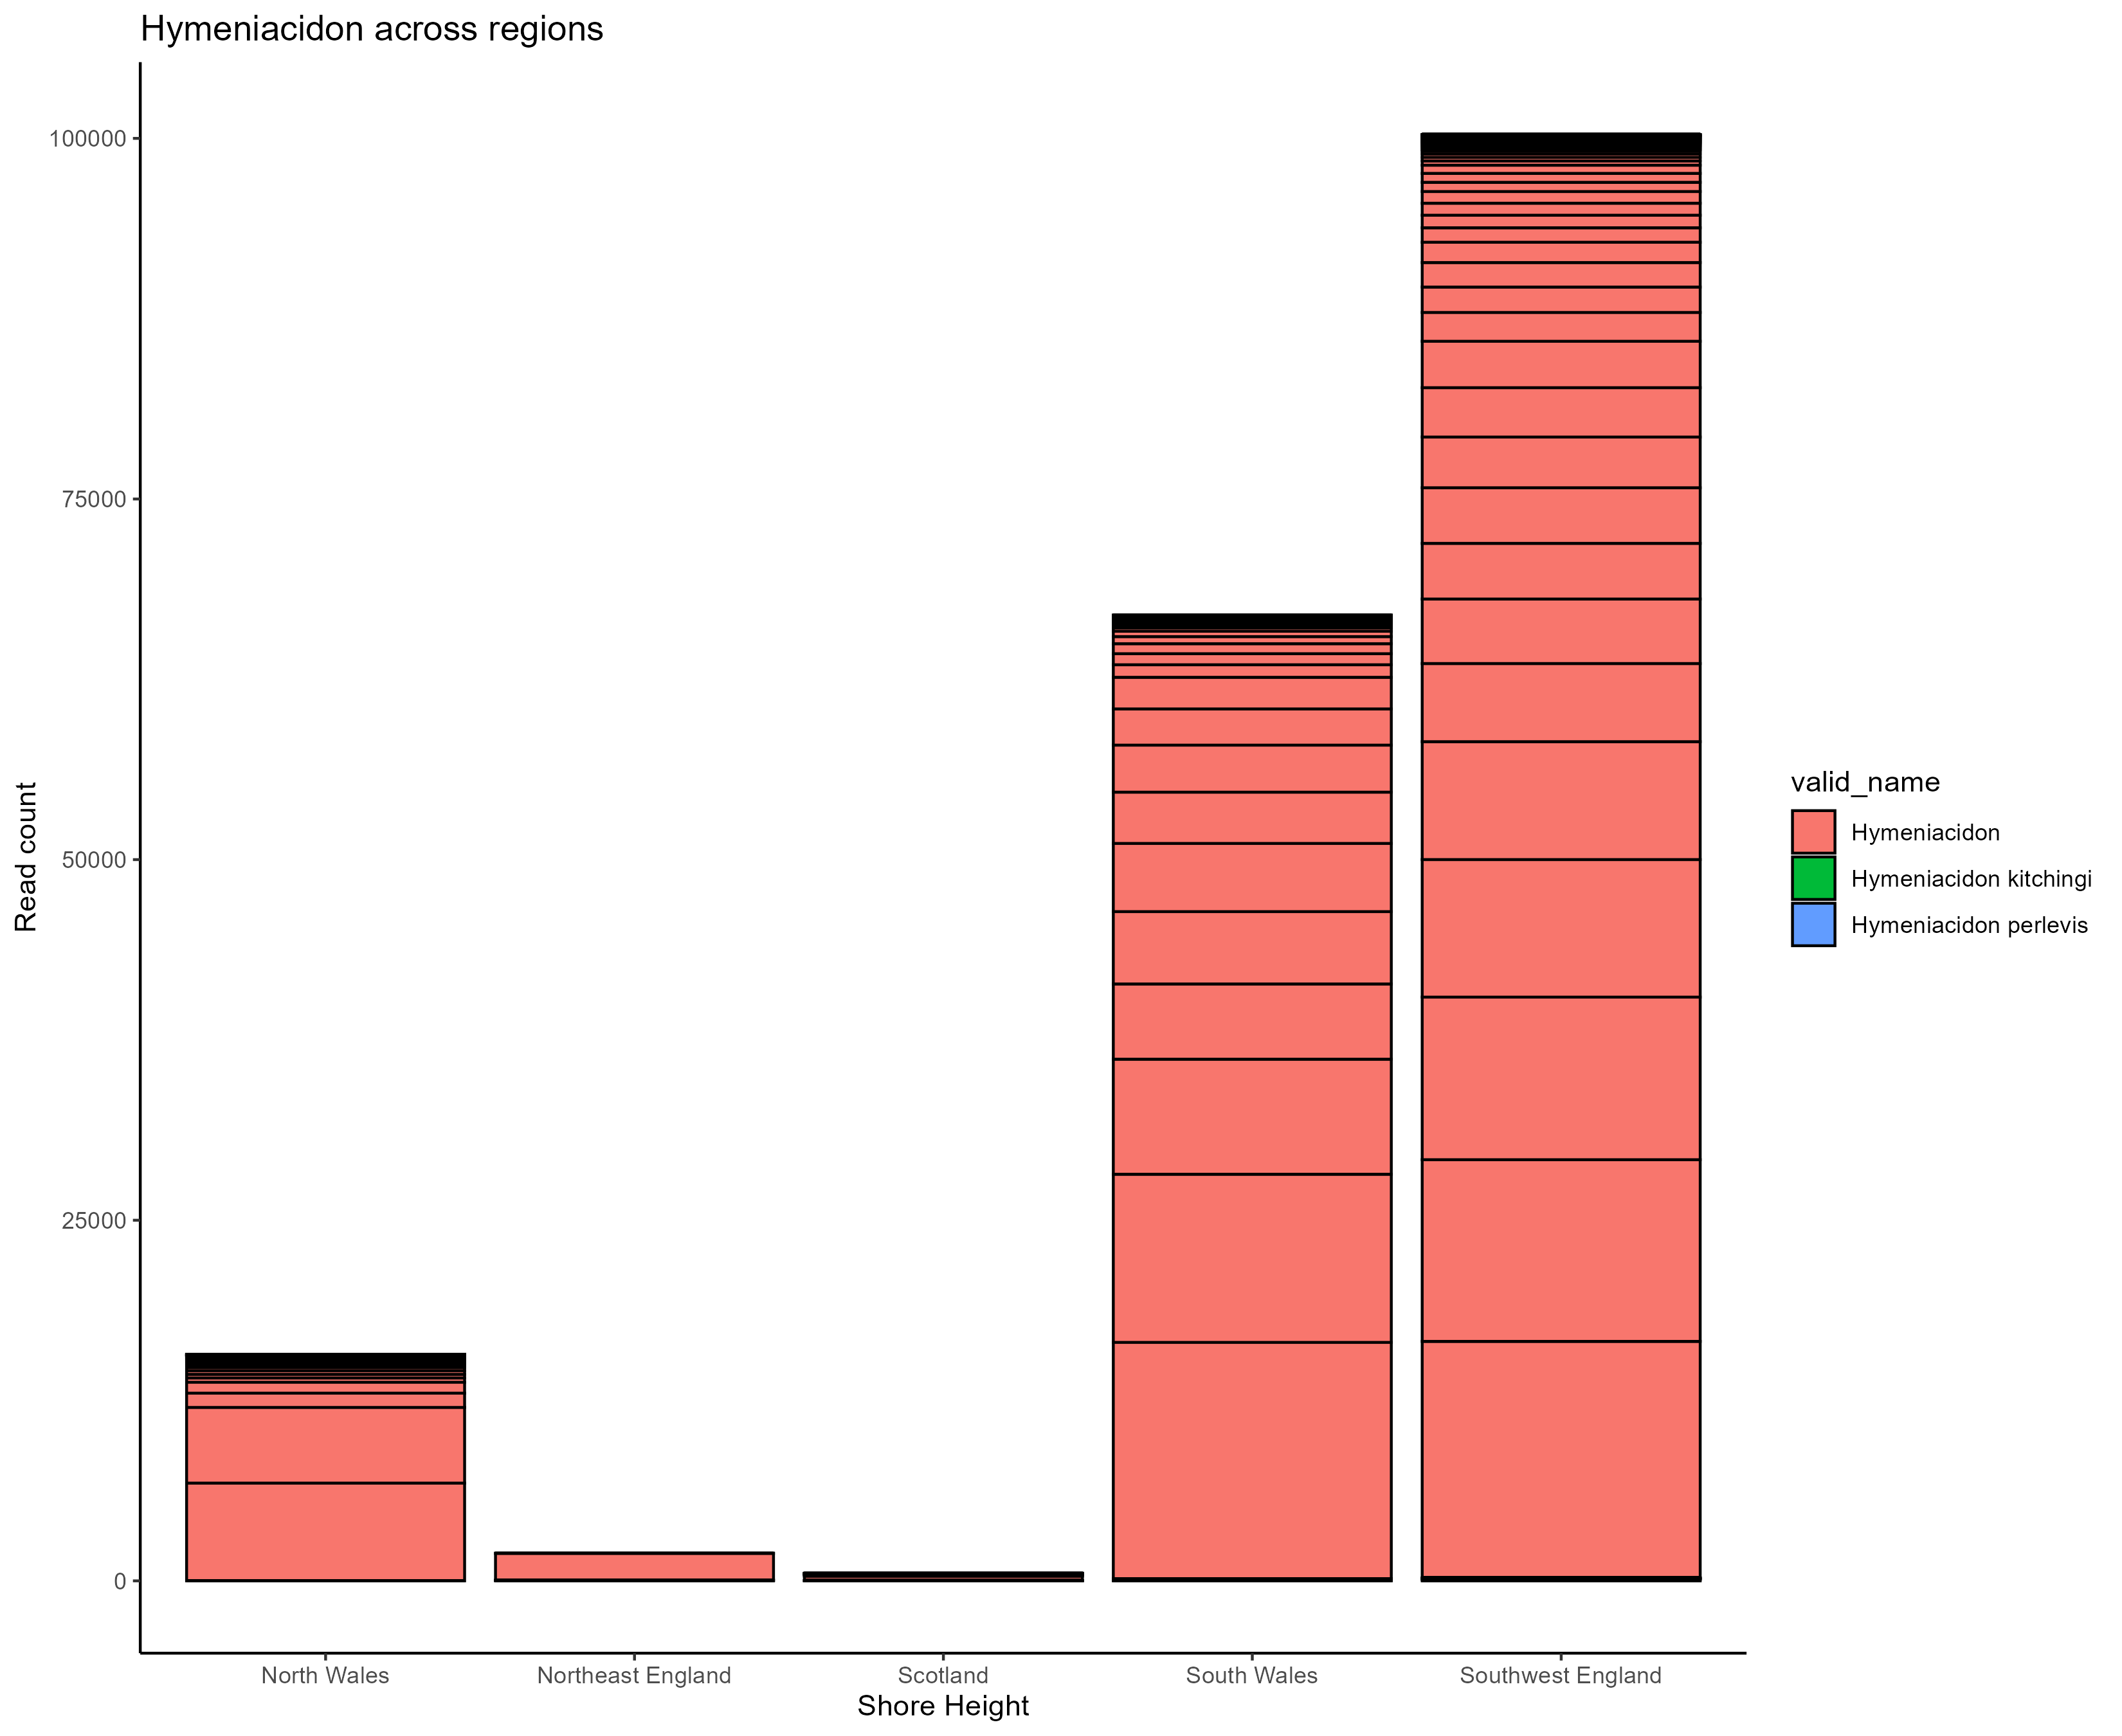 Hymeniacidon across regions
Read count
100000
75000
50000
25000
0
North Wales
Northeast England
Scotland
South Wales
Southwest England
Shore Height
valid_name
Hymeniacidon
Hymeniacidon kitchingi
Hymeniacidon perlevis